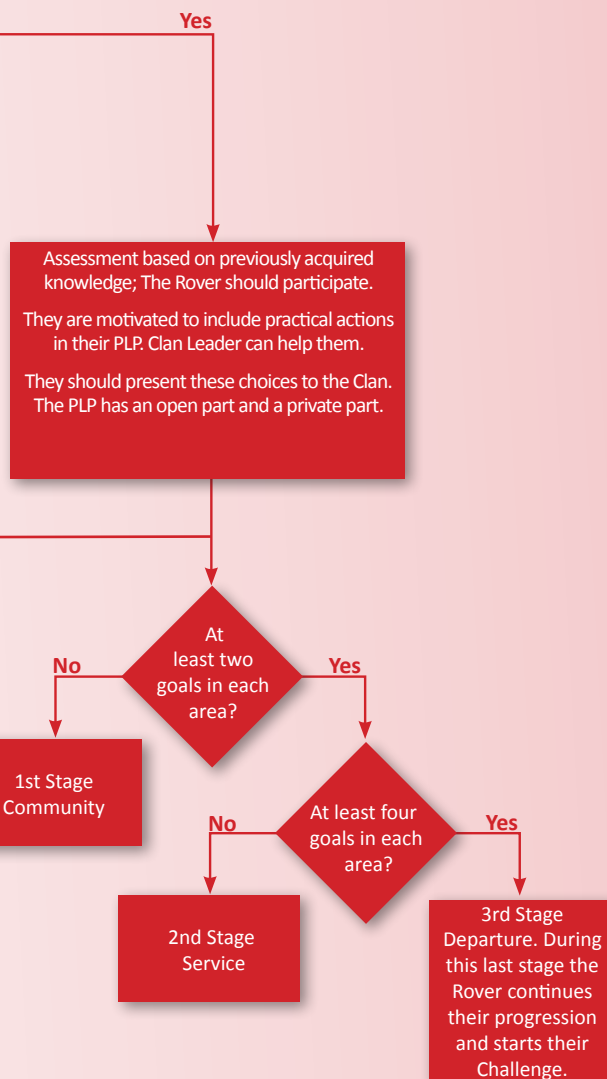 Yes
Assessment based on previously acquired
knowledge; The Rover should participate.
They are motivated to include practical actions
in their PLP. Clan Leader can help them.
They should present these choices to the Clan.
The PLP has an open part and a private part.
At
least two
goals in each
area?
No
Yes
1st Stage
Community
At least four
goals in each
area?
No
Yes
2nd Stage
Service
3rd Stage
Departure. During
this last stage the
Rover continues
their progression
and starts their
Challenge.